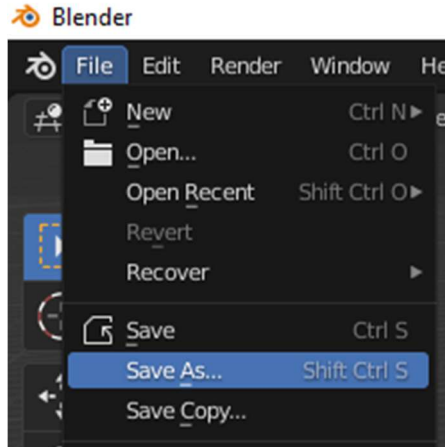 Blender
File Edit Render Window He
New Ctrl N
Open... Ctrl O
Open Recent Shift Ctrl O
Revert
Recover
Save Ctrl S
Save As... Shift Ctrl S
Save Copy...